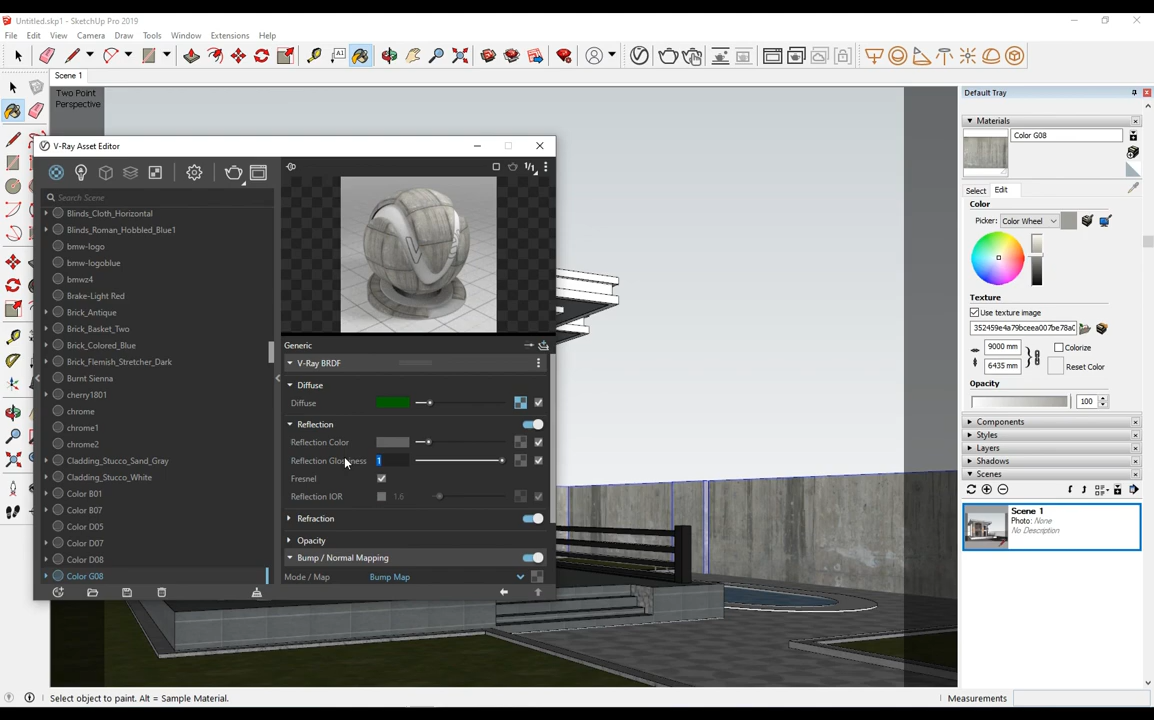 Untitled.skp1 - SketchUp Pro 2019
File Edit View Camera Draw Tools Window Extensions Help
Scene 1
Two Point
Perspective
V-Ray Asset Editor
Search Scene
Blinds_Cloth_Horizontal
Blinds_Roman_Hobbled_Blue1
bmw-logo
bmw-logoblue
bmwz4
Brake-Light Red
Brick_Antique
Brick_Basket_Two
Brick_Colored_Blue
Brick_Flemish_Stretcher_Dark
Burnt Sienna
cherry1801
chrome
chrome1
chrome2
Cladding_Stucco_Sand_Gray
Cladding_Stucco_White
Color B01
Color B07
Color D05
Color D07
Color D08
Color G08
1/1
Generic
V-Ray BRDF
Diffuse
Diffuse
Reflection
Reflection Color
Reflection Glossiness 1
Fresnel
Reflection IOR 1.6
Refraction
Opacity
Bump / Normal Mapping
Mode / Map Bump Map
Default Tray
Materials
Color G08
Select Edit
Color
Picker: Color Wheel
Texture
Use texture image
352459e4a79bceea007be78a0
9000 mm Colorize
6435 mm Reset Color
Opacity
100
Components
Styles
Layers
Shadows
Scenes
Scene 1
Photo: None
No Description
Select object to paint. Alt = Sample Material.
Measurements